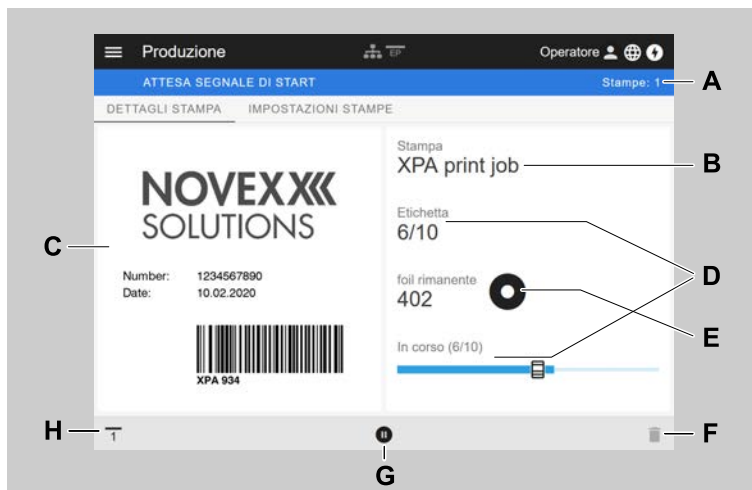 Produzione
EP
Operatore
ATTESA SEGNALE DI START
Stampe: 1
A
DETTAGLI STAMPA
IMPOSTAZIONI STAMPE
NOVEXX
SOLUTIONS
Number: 1234567890
Date: 10.02.2020
XPA 934
Stampa
XPA print job
B
Etichetta
6/10
C
D
foil rimanente
402
E
In corso (6/10)
H
1
G
F